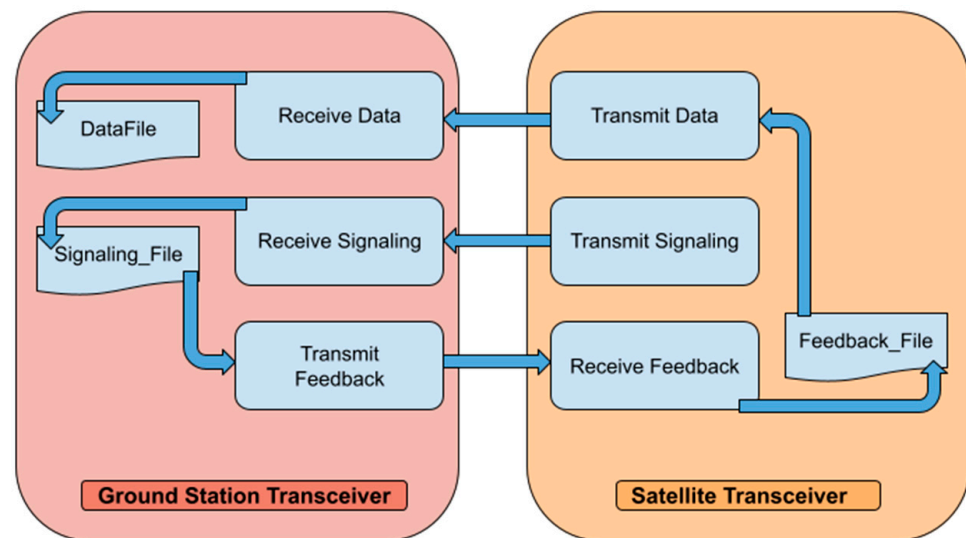 DataFile
Receive Data
Transmit Data
Signaling_File
Receive Signaling
Transmit Signaling
Transmit
Feedback
Receive Feedback
Feedback_File
Ground Station Transceiver
Satellite Transceiver